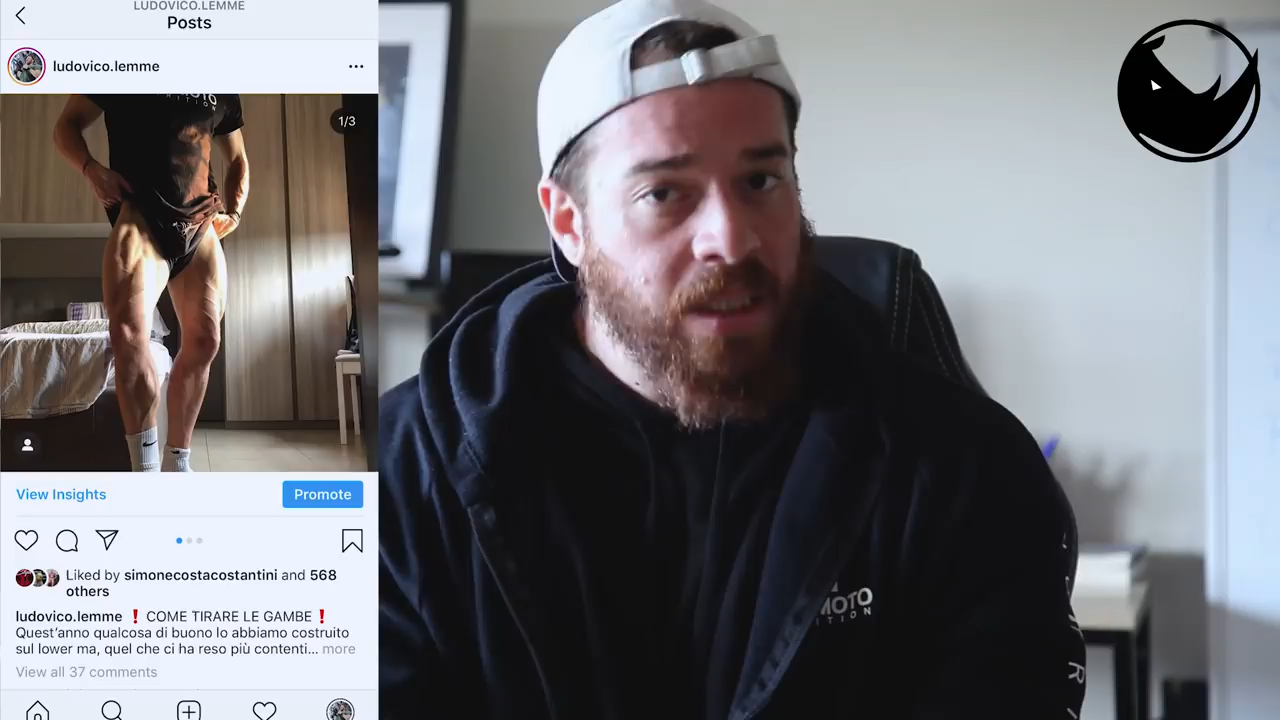 LUDOVICO.LEMME
Posts
ludovico.lemme
1/3
View Insights
Promote
Liked by simonecostacostantini and 568
others
ludovico.lemme ❗ COME TIRARE LE GAMBE ❗
Quest'anno qualcosa di buono lo abbiamo costruito
sul lower ma, quel che ci ha reso più contenti... more
View all 37 comments
MOTO